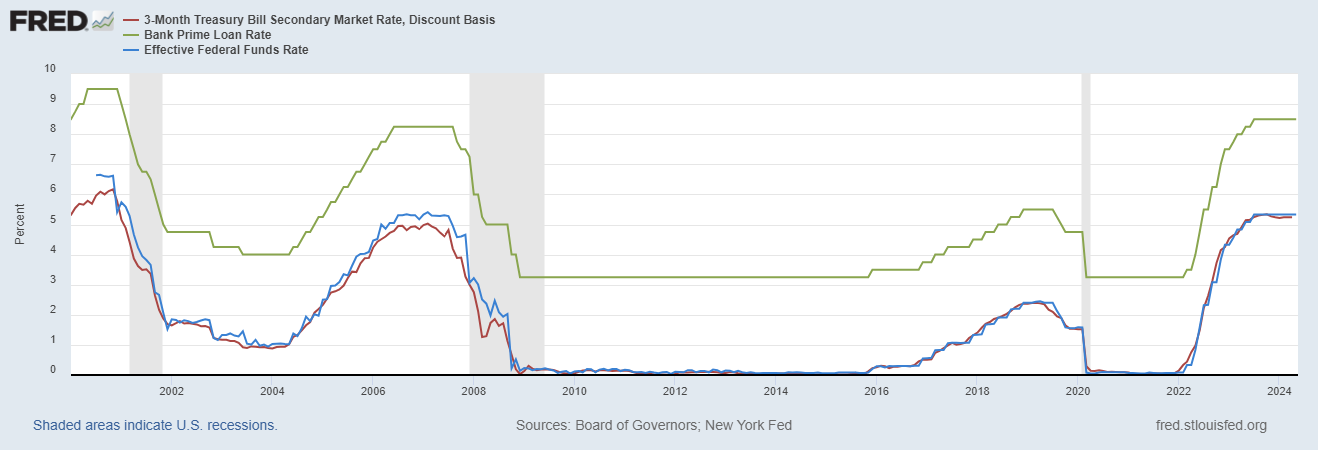 FRED
3-Month Treasury Bill Secondary Market Rate, Discount Basis
Bank Prime Loan Rate
Effective Federal Funds Rate
Percent
10
9
8
7
6
5
4
3
2
1
0
2002 2004 2006 2008 2010 2012 2014 2016 2018 2020 2022 2024
Shaded areas indicate U.S. recessions. Sources: Board of Governors; New York Fed fred.stlouisfed.org